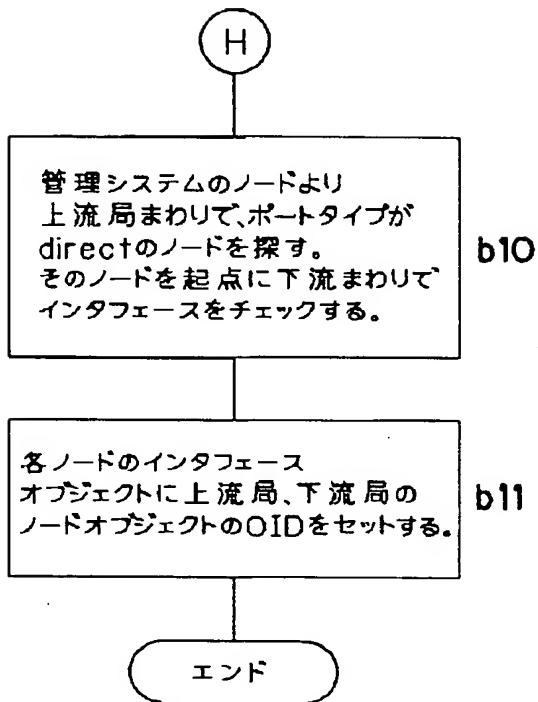 H
管理システムのノードより
上流局まわりで、ポートタイプが
directのノードを探す。
そのノードを起点に下流まわりで
インタフェースをチェックする。
b10
各ノードのインタフェース
オブジェクトに上流局、下流局の
ノードオブジェクトのOIDをセットする。
b11
エンド